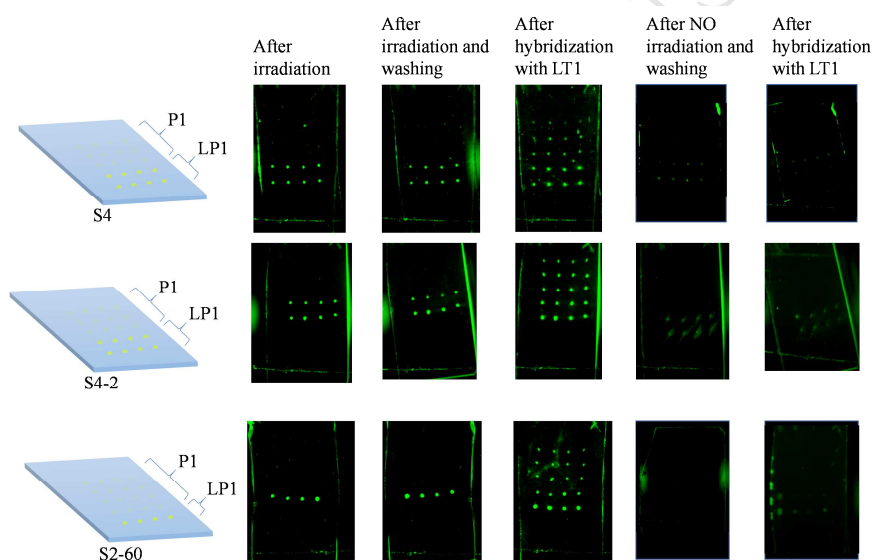 After
irradiation
After
irradiation and
washing
After
hybridization
with LT1
After NO
irradiation and
washing
After
hybridization
with LT1
P1
LP1
S4
P1
LP1
S4-2
P1
LP1
S2-60